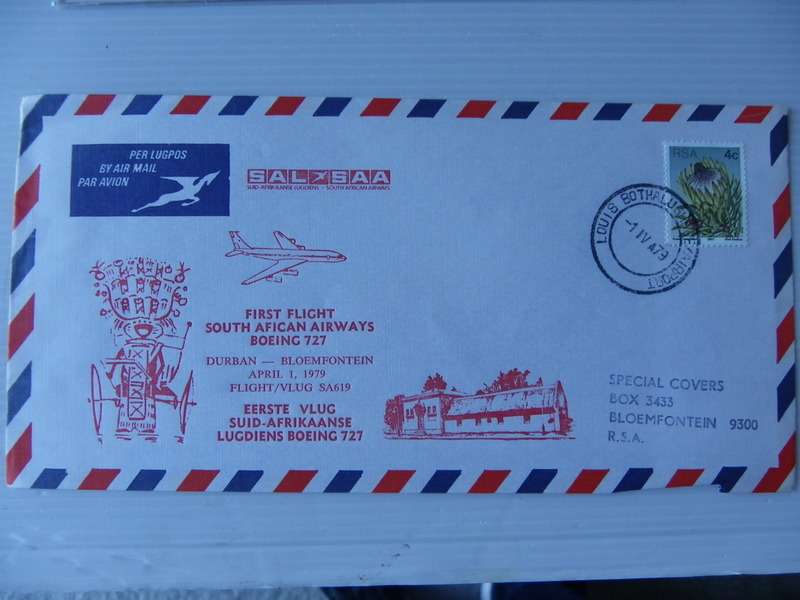 PER LUGPOS
BY AIR MAIL
PAR AVION
SAL SAA
SUID-AFRIKAANSE LUGDIENS - SOUTH AFRICAN AIRWAYS
RSA 4c
LOUIS BOTHA AIRPORT
-1 IV 79
FIRST FLIGHT
SOUTH AFICAN AIRWAYS
BOEING 727
DURBAN — BLOEMFONTEIN
APRIL 1, 1979
FLIGHT/VLUG SA619
EERSTE VLUG
SUID-AFRIKAANSE
LUGDIENS BOEING 727
SPECIAL COVERS
BOX 3433
BLOEMFONTEIN 9300
R.S.A.